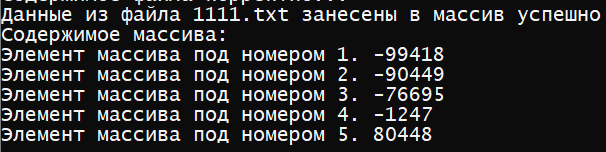 Данные из файла 1111.txt занесены в массив успешно
Содержимое массива:
Элемент массива под номером 1. -99418
Элемент массива под номером 2. -90449
Элемент массива под номером 3. -76695
Элемент массива под номером 4. -1247
Элемент массива под номером 5. 80448